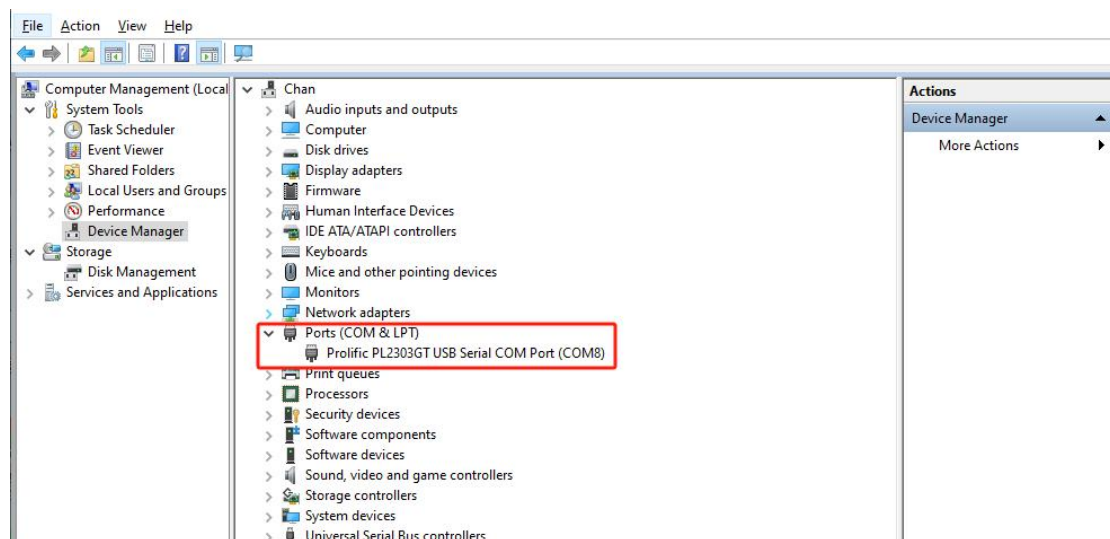 File Action View Help
Computer Management (Local
System Tools
Task Scheduler
Event Viewer
Shared Folders
Local Users and Groups
Performance
Device Manager
Storage
Disk Management
Services and Applications
Chan
Audio inputs and outputs
Computer
Disk drives
Display adapters
Firmware
Human Interface Devices
IDE ATA/ATAPI controllers
Keyboards
Mice and other pointing devices
Monitors
Network adapters
Ports (COM & LPT)
Prolific PL2303GT USB Serial COM Port (COM8)
Print queues
Processors
Security devices
Software components
Software devices
Sound, video and game controllers
Storage controllers
System devices
Universal Serial Bus controllers
Actions
Device Manager
More Actions